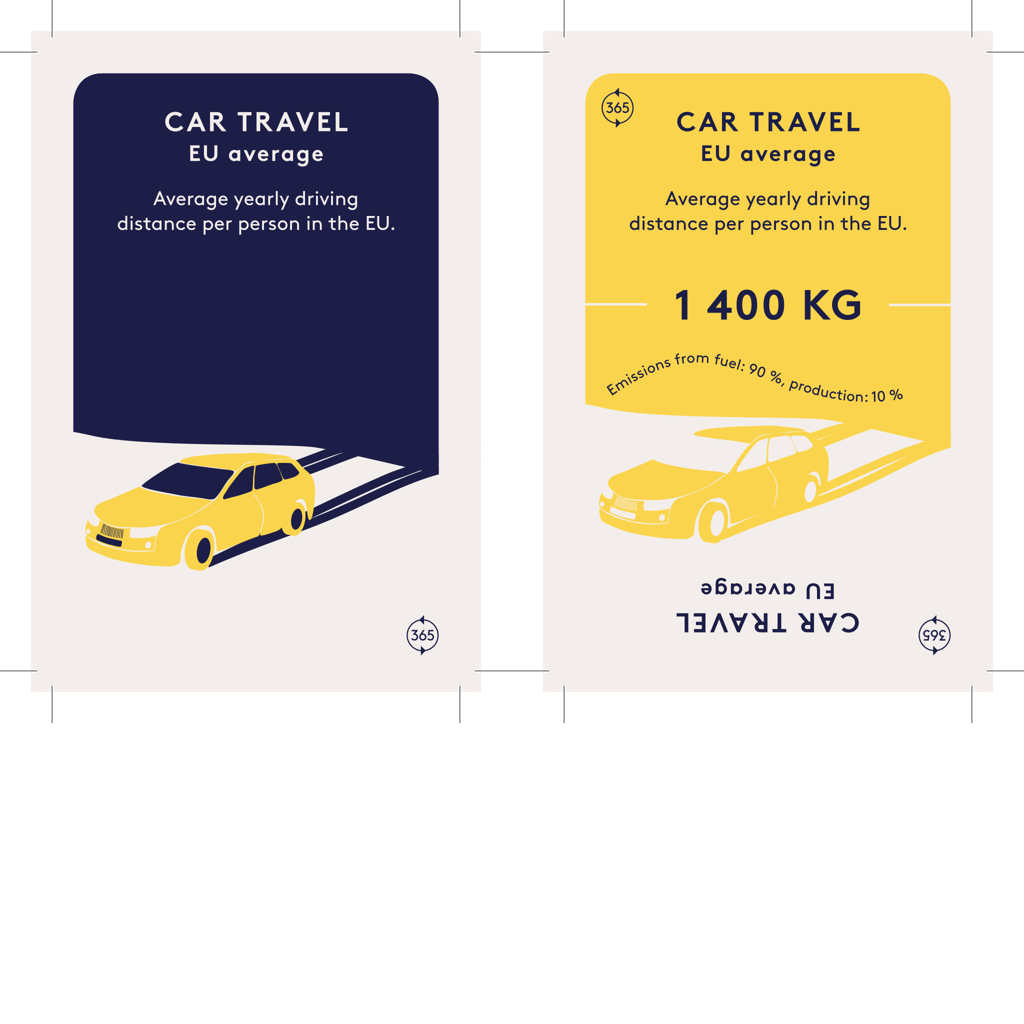 CAR TRAVEL
EU average
Average yearly driving
distance per person in the EU.
365
365
CAR TRAVEL
EU average
Average yearly driving
distance per person in the EU.
1 400 KG
Emissions from fuel: 90 %, production: 10 %
EU average
CAR TRAVEL
365